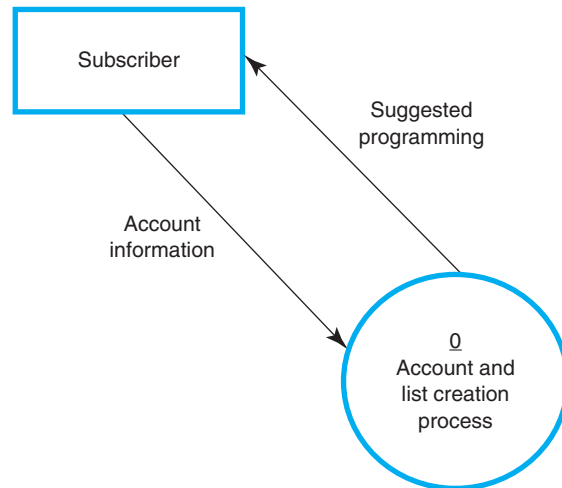 Subscriber
Suggested
programming
Account
information
0
Account and
list creation
process